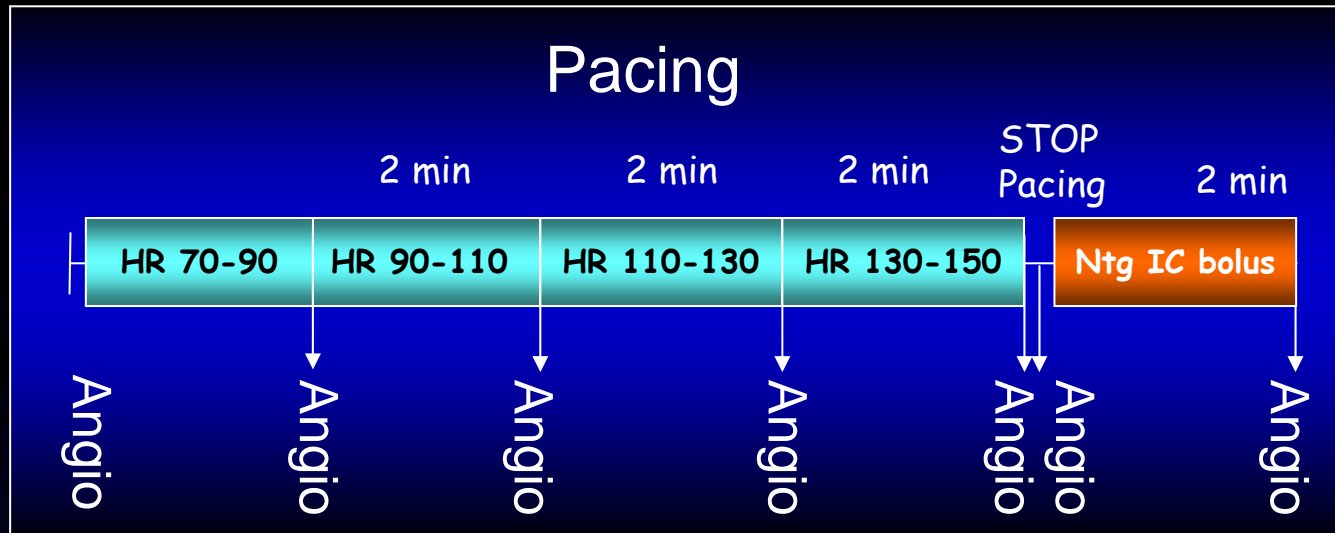 Pacing
2 min
2 min
2 min
STOP
Pacing
2 min
HR 70-90
HR 90-110
HR 110-130
HR 130-150
Ntg IC bolus
Angio
Angio
Angio
Angio
Angio
Angio
Angio